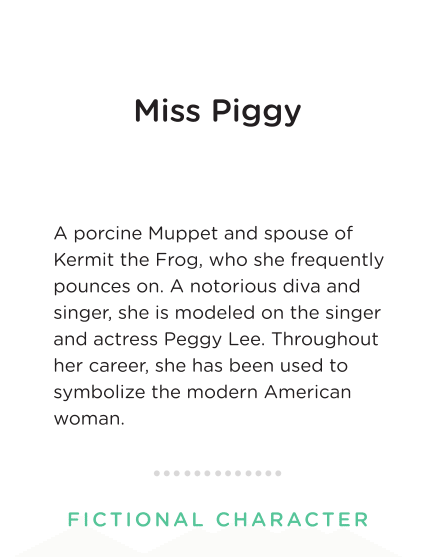 Miss Piggy
A porcine Muppet and spouse of
Kermit the Frog, who she frequently
pounces on. A notorious diva and
singer, she is modeled on the singer
and actress Peggy Lee. Throughout
her career, she has been used to
symbolize the modern American
woman.
FICTIONAL CHARACTER